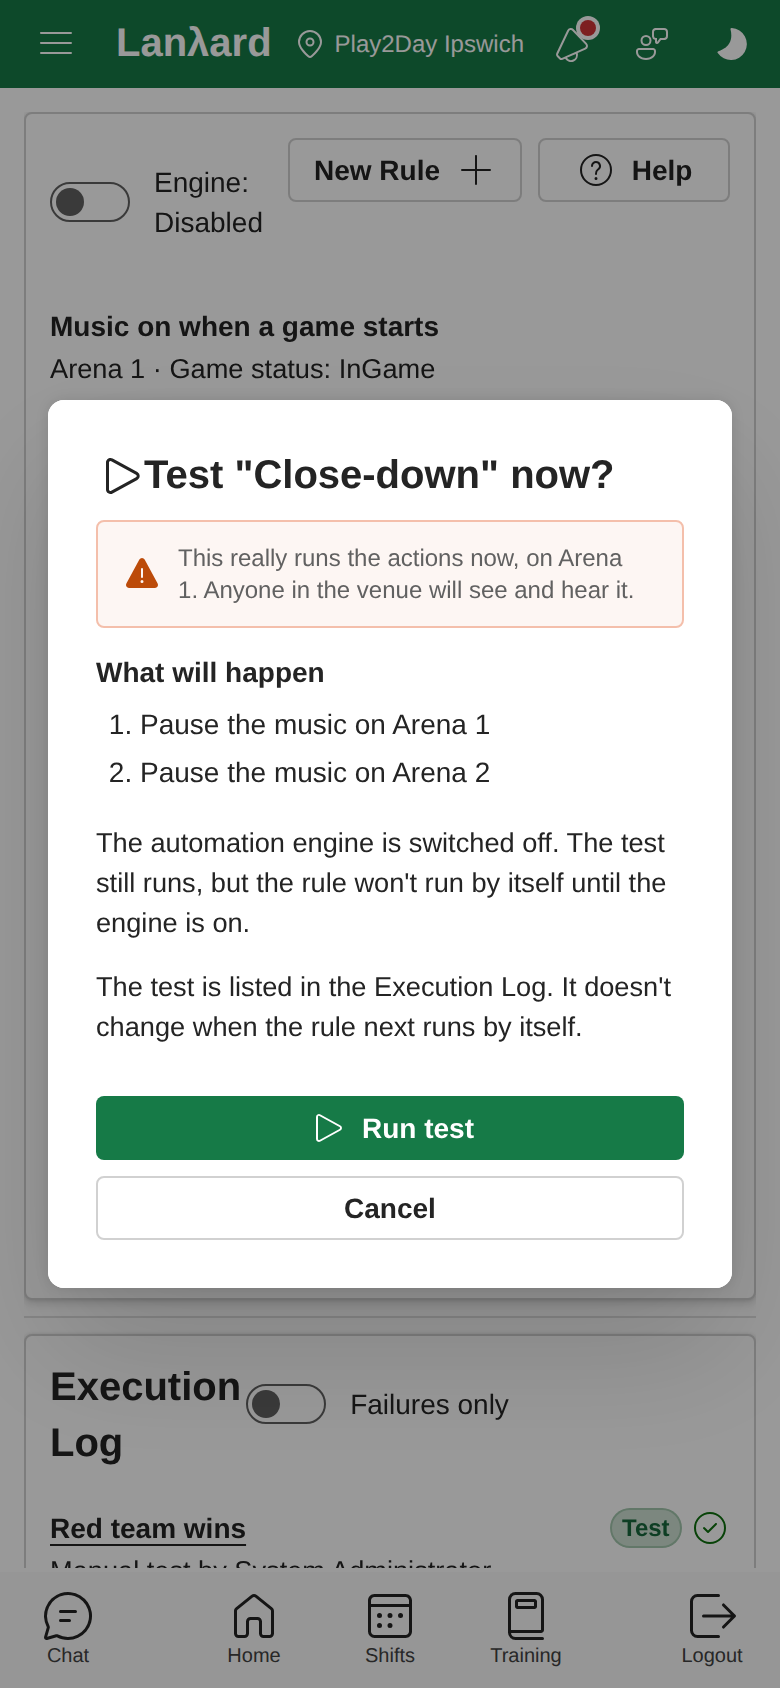 Lanλard
Play2Day Ipswich
Engine:
Disabled
New Rule
Help
Music on when a game starts
Arena 1 · Game status: InGame
Test "Close-down" now?
This really runs the actions now, on Arena
1. Anyone in the venue will see and hear it.
What will happen
1. Pause the music on Arena 1
2. Pause the music on Arena 2
The automation engine is switched off. The test
still runs, but the rule won't run by itself until the
engine is on.
The test is listed in the Execution Log. It doesn't
change when the rule next runs by itself.
Run test
Cancel
Execution
Log
Failures only
Red team wins
Test
Manual test by System Administrator
Chat
Home
Shifts
Training
Logout